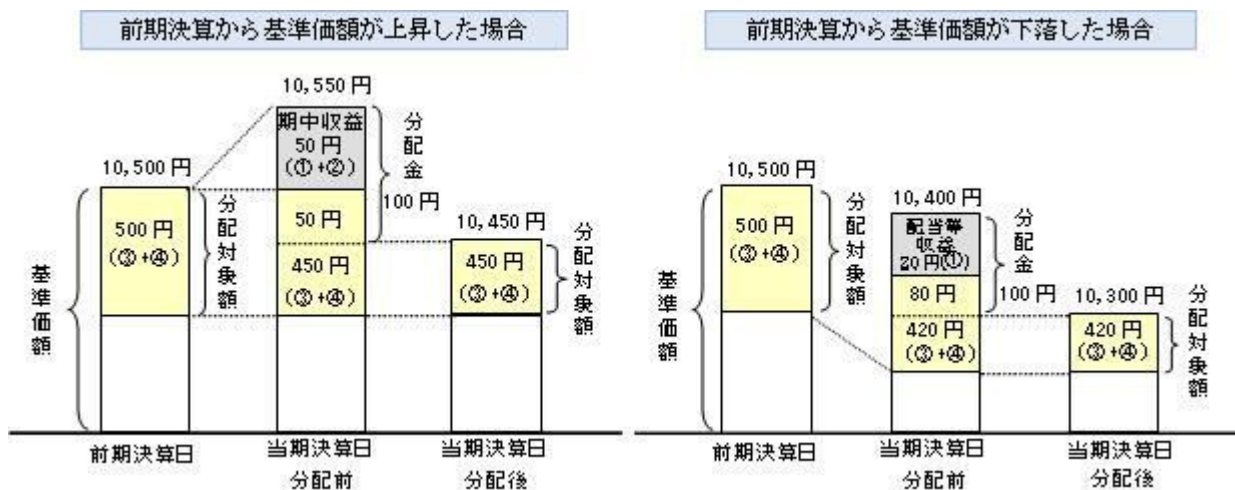 前期決算から基準価額が上昇した場合
10,550円
期中収益
50円
(①+②)
分配金
10,500円
500円
(③+④)
分配対象額
50円
100円
10,450円
450円
(③+④)
450円
(③+④)
分配対象額
基準価額
前期決算日
当期決算日
分配前
当期決算日
分配後
前期決算から基準価額が下落した場合
10,500円
500円
(③+④)
分配対象額
10,400円
配当等
収益
20円(①)
分配金
80円
100円
10,300円
420円
(③+④)
420円
(③+④)
分配対象額
基準価額
前期決算日
当期決算日
分配前
当期決算日
分配後